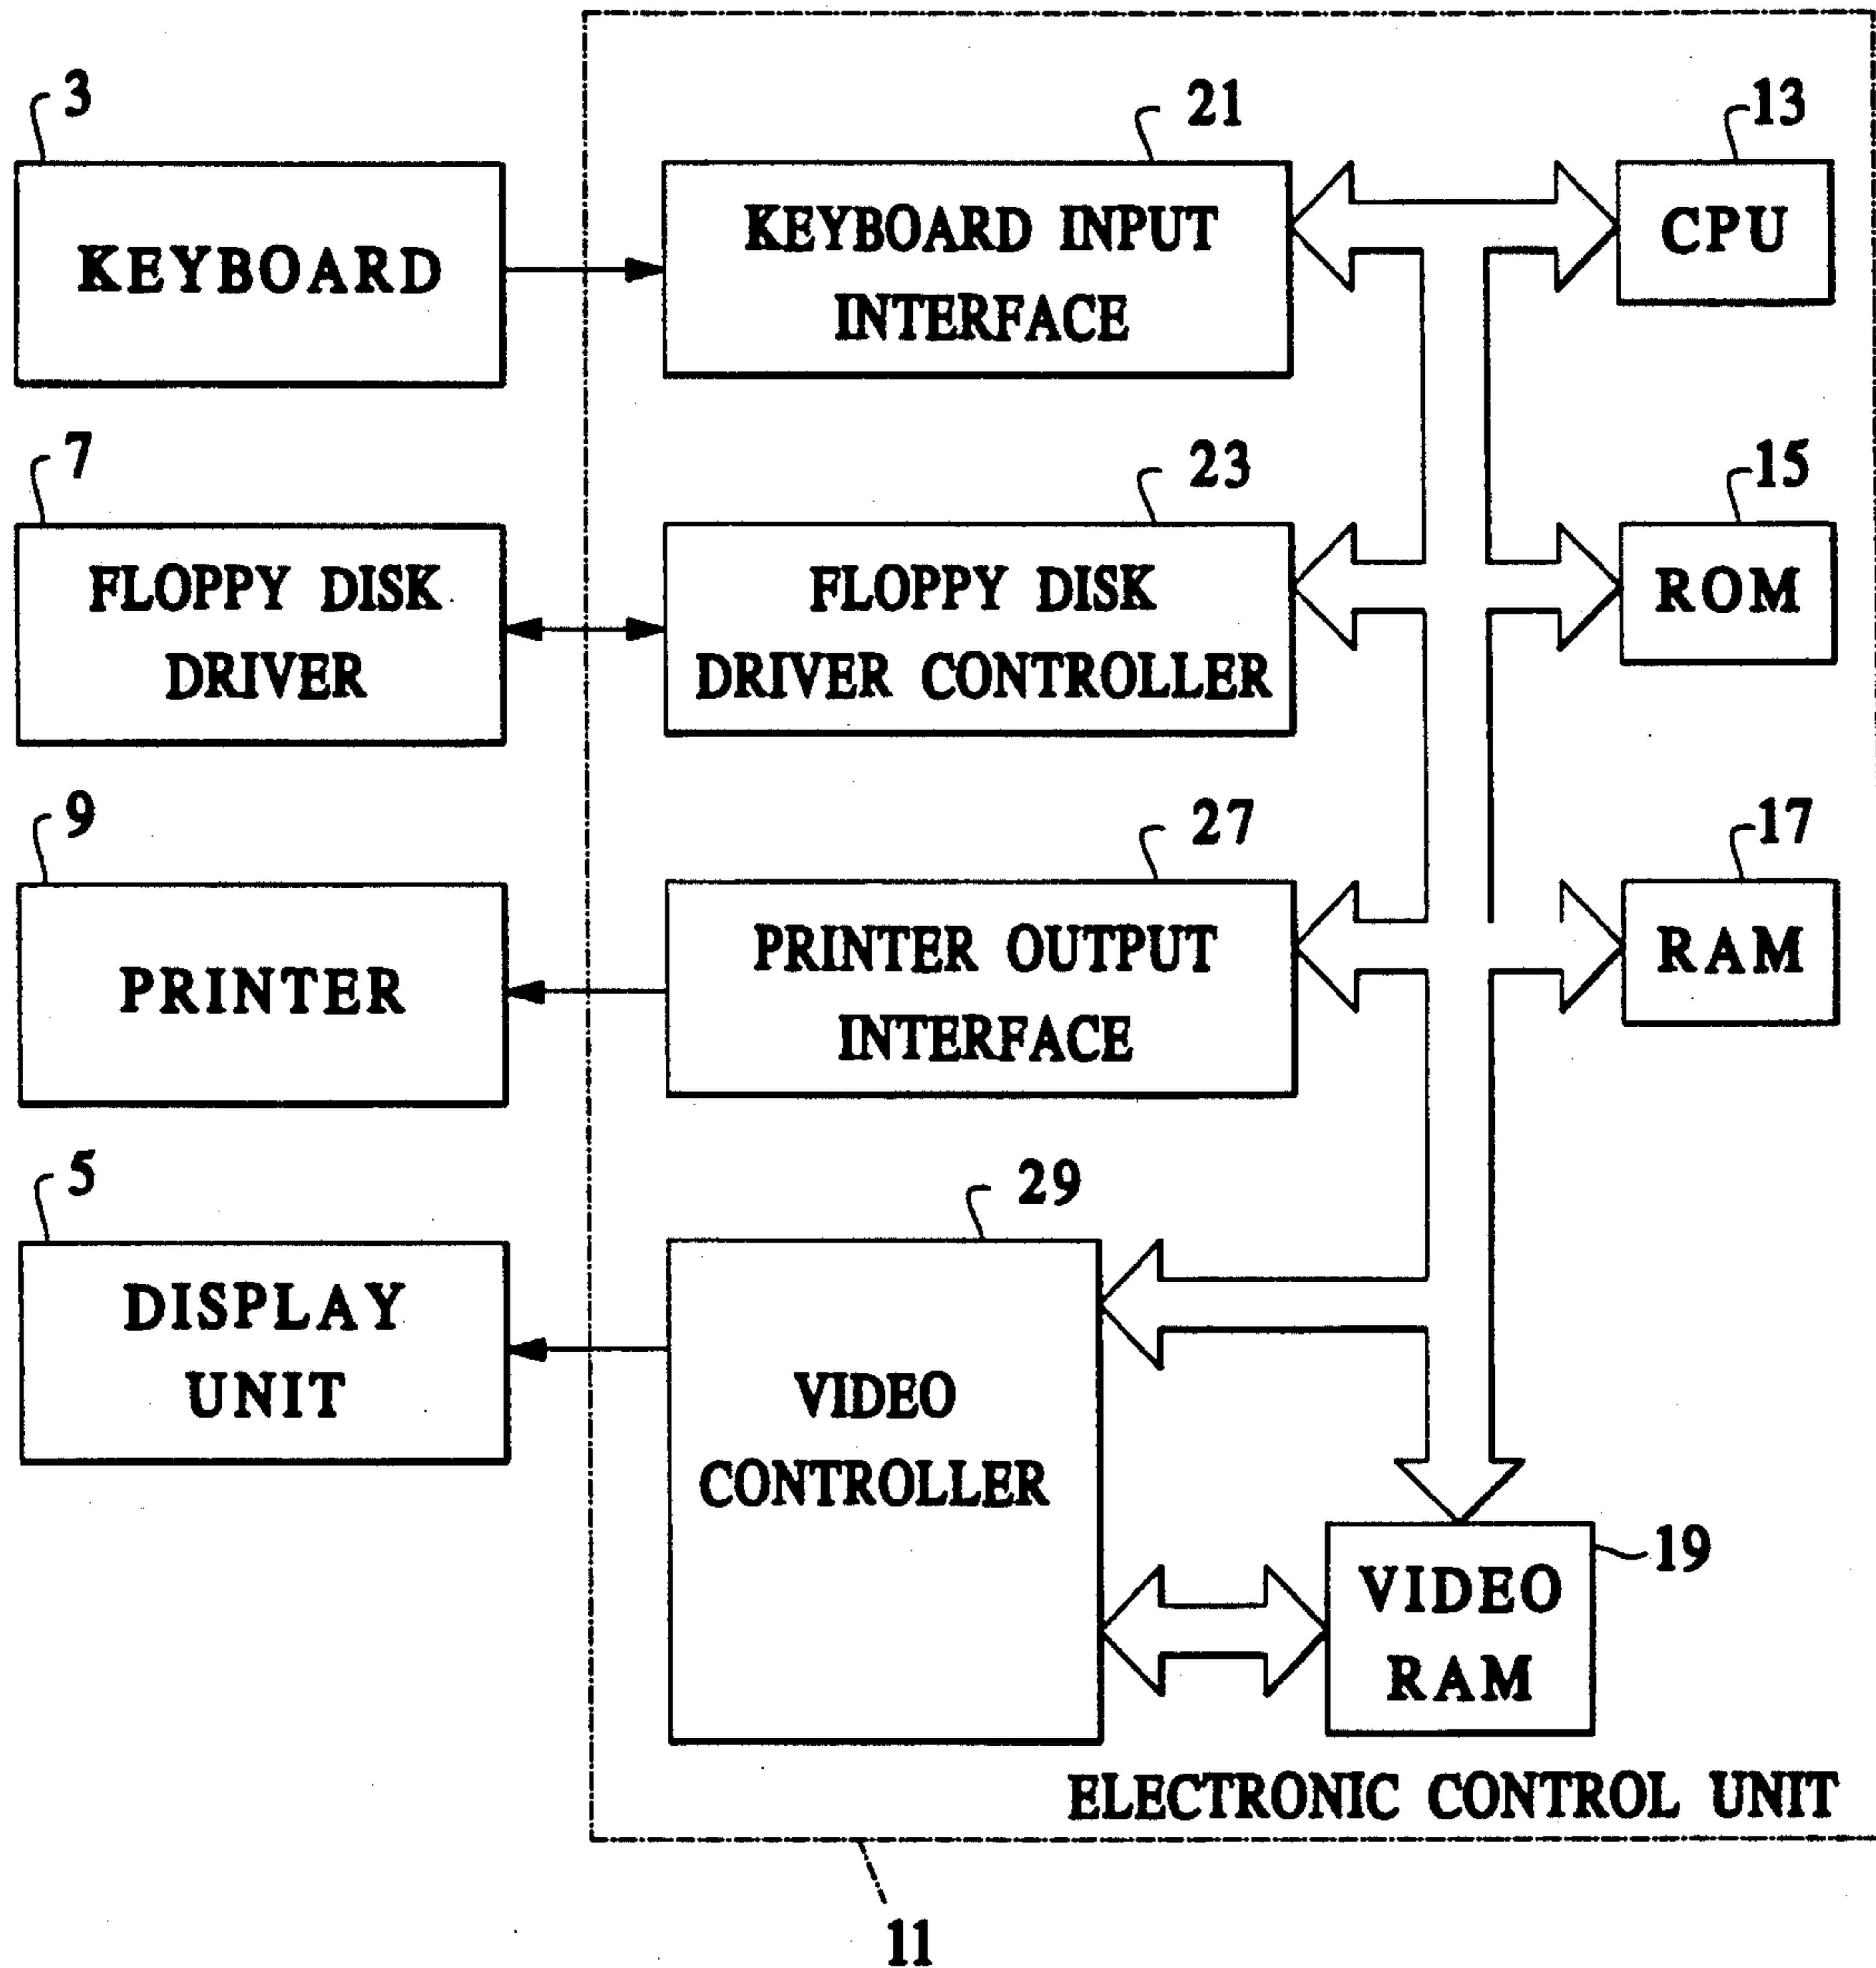 3
21
13
KEYBOARD
KEYBOARD INPUT
INTERFACE
CPU
7
23
15
FLOPPY DISK
DRIVER
FLOPPY DISK
DRIVER CONTROLLER
ROM
9
27
17
PRINTER
PRINTER OUTPUT
INTERFACE
RAM
5
29
DISPLAY
UNIT
VIDEO
CONTROLLER
19
VIDEO
RAM
ELECTRONIC CONTROL UNIT
11